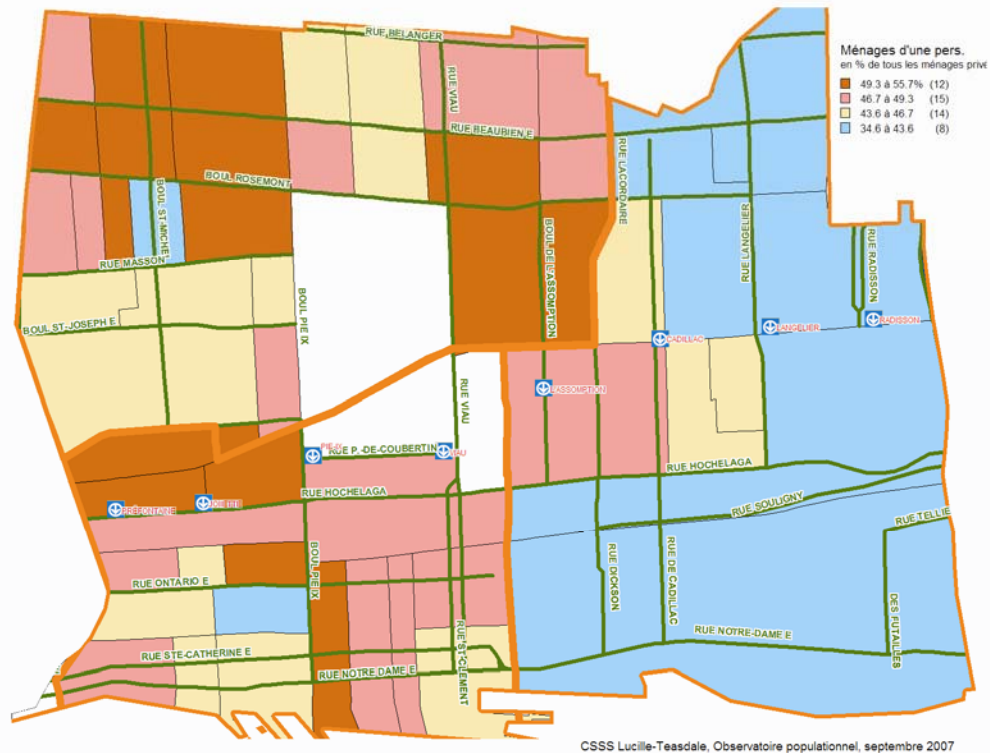 Ménages d'une pers.
en % de tous les ménages privé
49.3 à 55.7% (12)
46.7 à 49.3 (15)
43.6 à 46.7 (14)
34.6 à 43.6 (8)
RUE BELANGER
RUE VIAU
RUE BEAUBIEN E
RUE LACORDAIRE
BOUL ROSEMONT
BOUL ST-MICHE
BOUL DE L'ASSOMPTION
RUE LANGELIER
RUE RADISSON
RUE MASSON
BOUL PIE IX
BOUL ST-JOSEPH E
RADISSON
LANGELIER
CADILLAC
L'ASSOMPTION
RUE VIAU
PIE-IX
RUE P.-DE-COUBERTIN
VIAU
RUE HOCHELAGA
RUE HOCHELAGA
PRÉFONTAINE
JOLIETTE
RUE SOULIGNY
RUE TELLIE
BOUL PIE IX
RUE DICKSON
RUE DE CADILLAC
RUE ONTARIO E
DES FUTAILLES
RUE ST-CLEMENT
RUE NOTRE-DAME E
RUE STE-CATHERINE E
RUE NOTRE DAME E
CSSS Lucille-Teasdale, Observatoire populationnel, septembre 2007